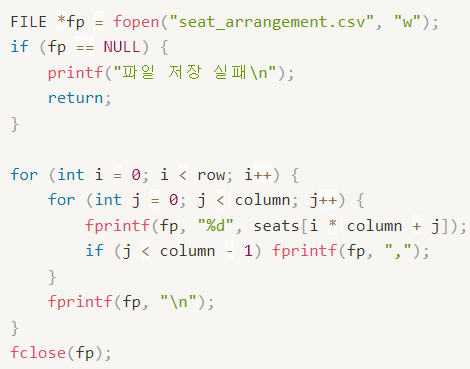 FILE *fp = fopen("seat_arrangement.csv", "w");
if (fp == NULL) {
    printf("파일 저장 실패\n");
    return;
}

for (int i = 0; i < row; i++) {
    for (int j = 0; j < column; j++) {
        fprintf(fp, "%d", seats[i * column + j]);
        if (j < column - 1) fprintf(fp, ",");
    }
    fprintf(fp, "\n");
}
fclose(fp);